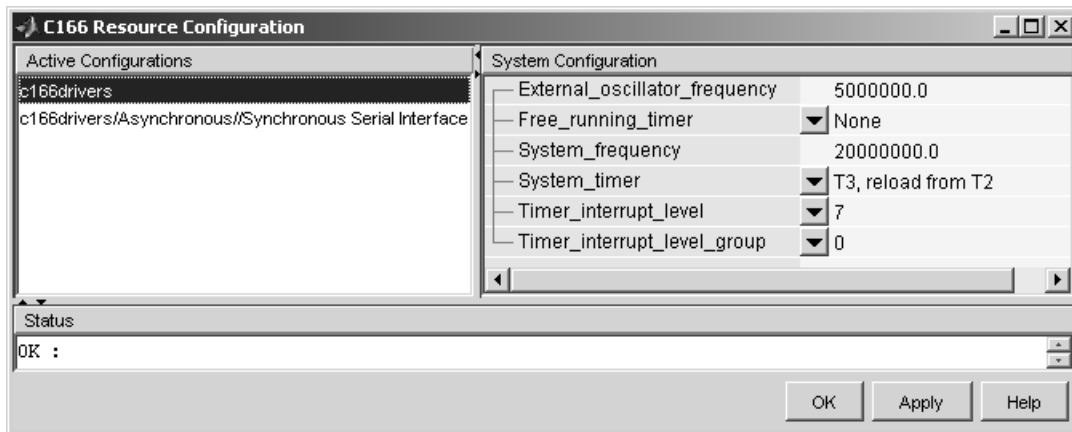 C166 Resource Configuration
Active Configurations
c166drivers
c166drivers/Asynchronous//Synchronous Serial Interface
System Configuration
External_oscillator_frequency 5000000.0
Free_running_timer None
System_frequency 20000000.0
System_timer T3, reload from T2
Timer_interrupt_level 7
Timer_interrupt_level_group 0
Status
OK :
OK Apply Help